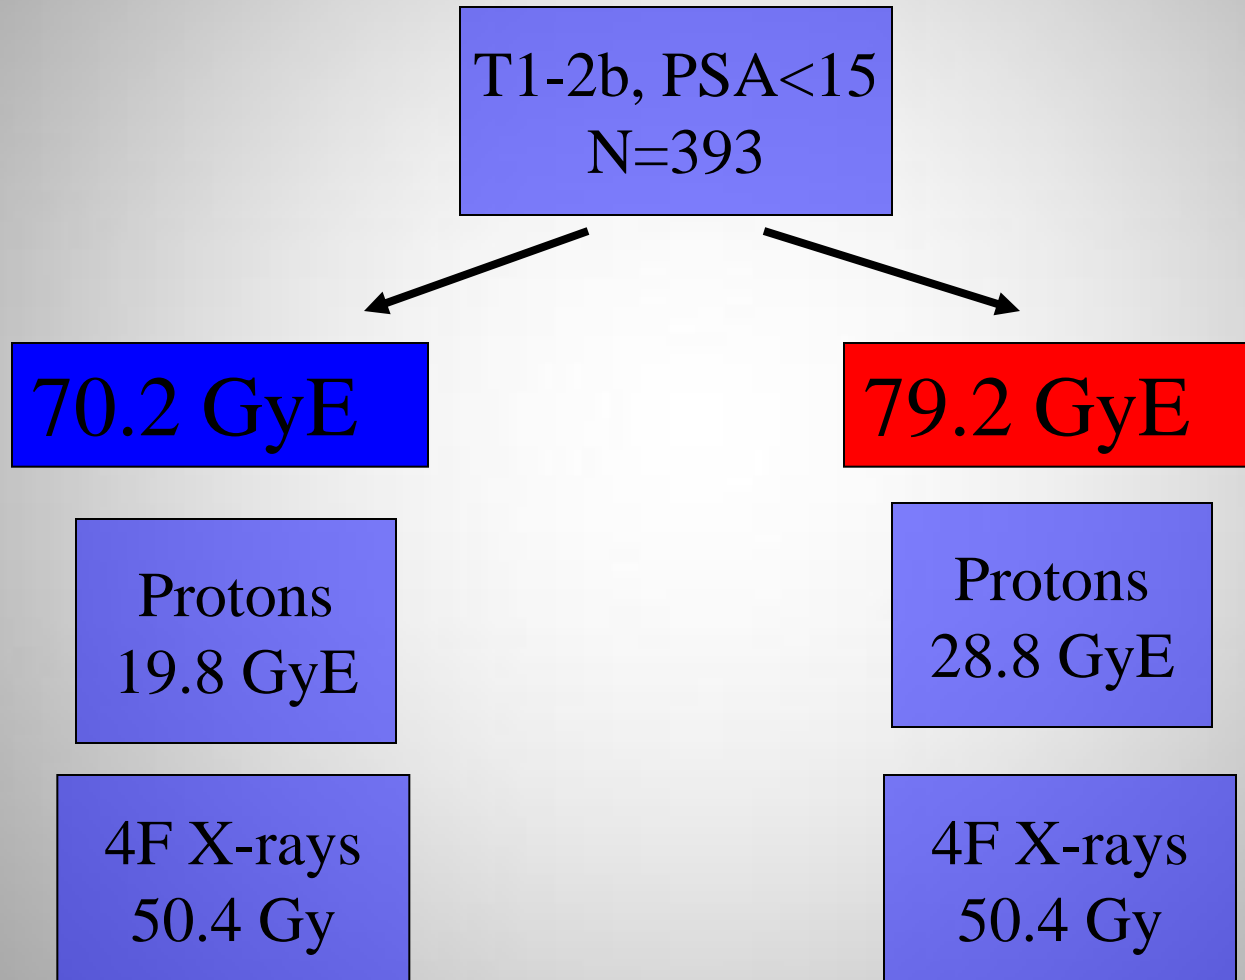 T1-2b, PSA<15
N=393
70.2 GyE
79.2 GyE
Protons
19.8 GyE
Protons
28.8 GyE
4F X-rays
50.4 Gy
4F X-rays
50.4 Gy